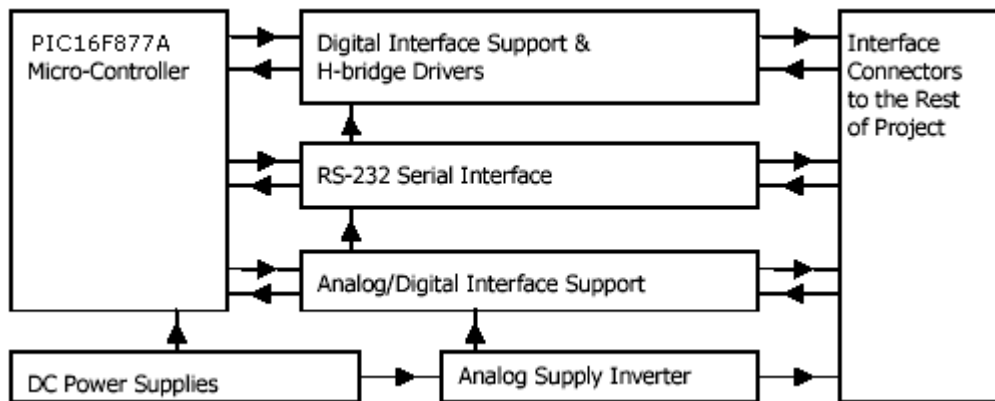 PIC16F877A
Micro-Controller
Digital Interface Support &
H-bridge Drivers
Interface
Connectors
to the Rest
of Project
RS-232 Serial Interface
Analog/Digital Interface Support
DC Power Supplies
Analog Supply Inverter